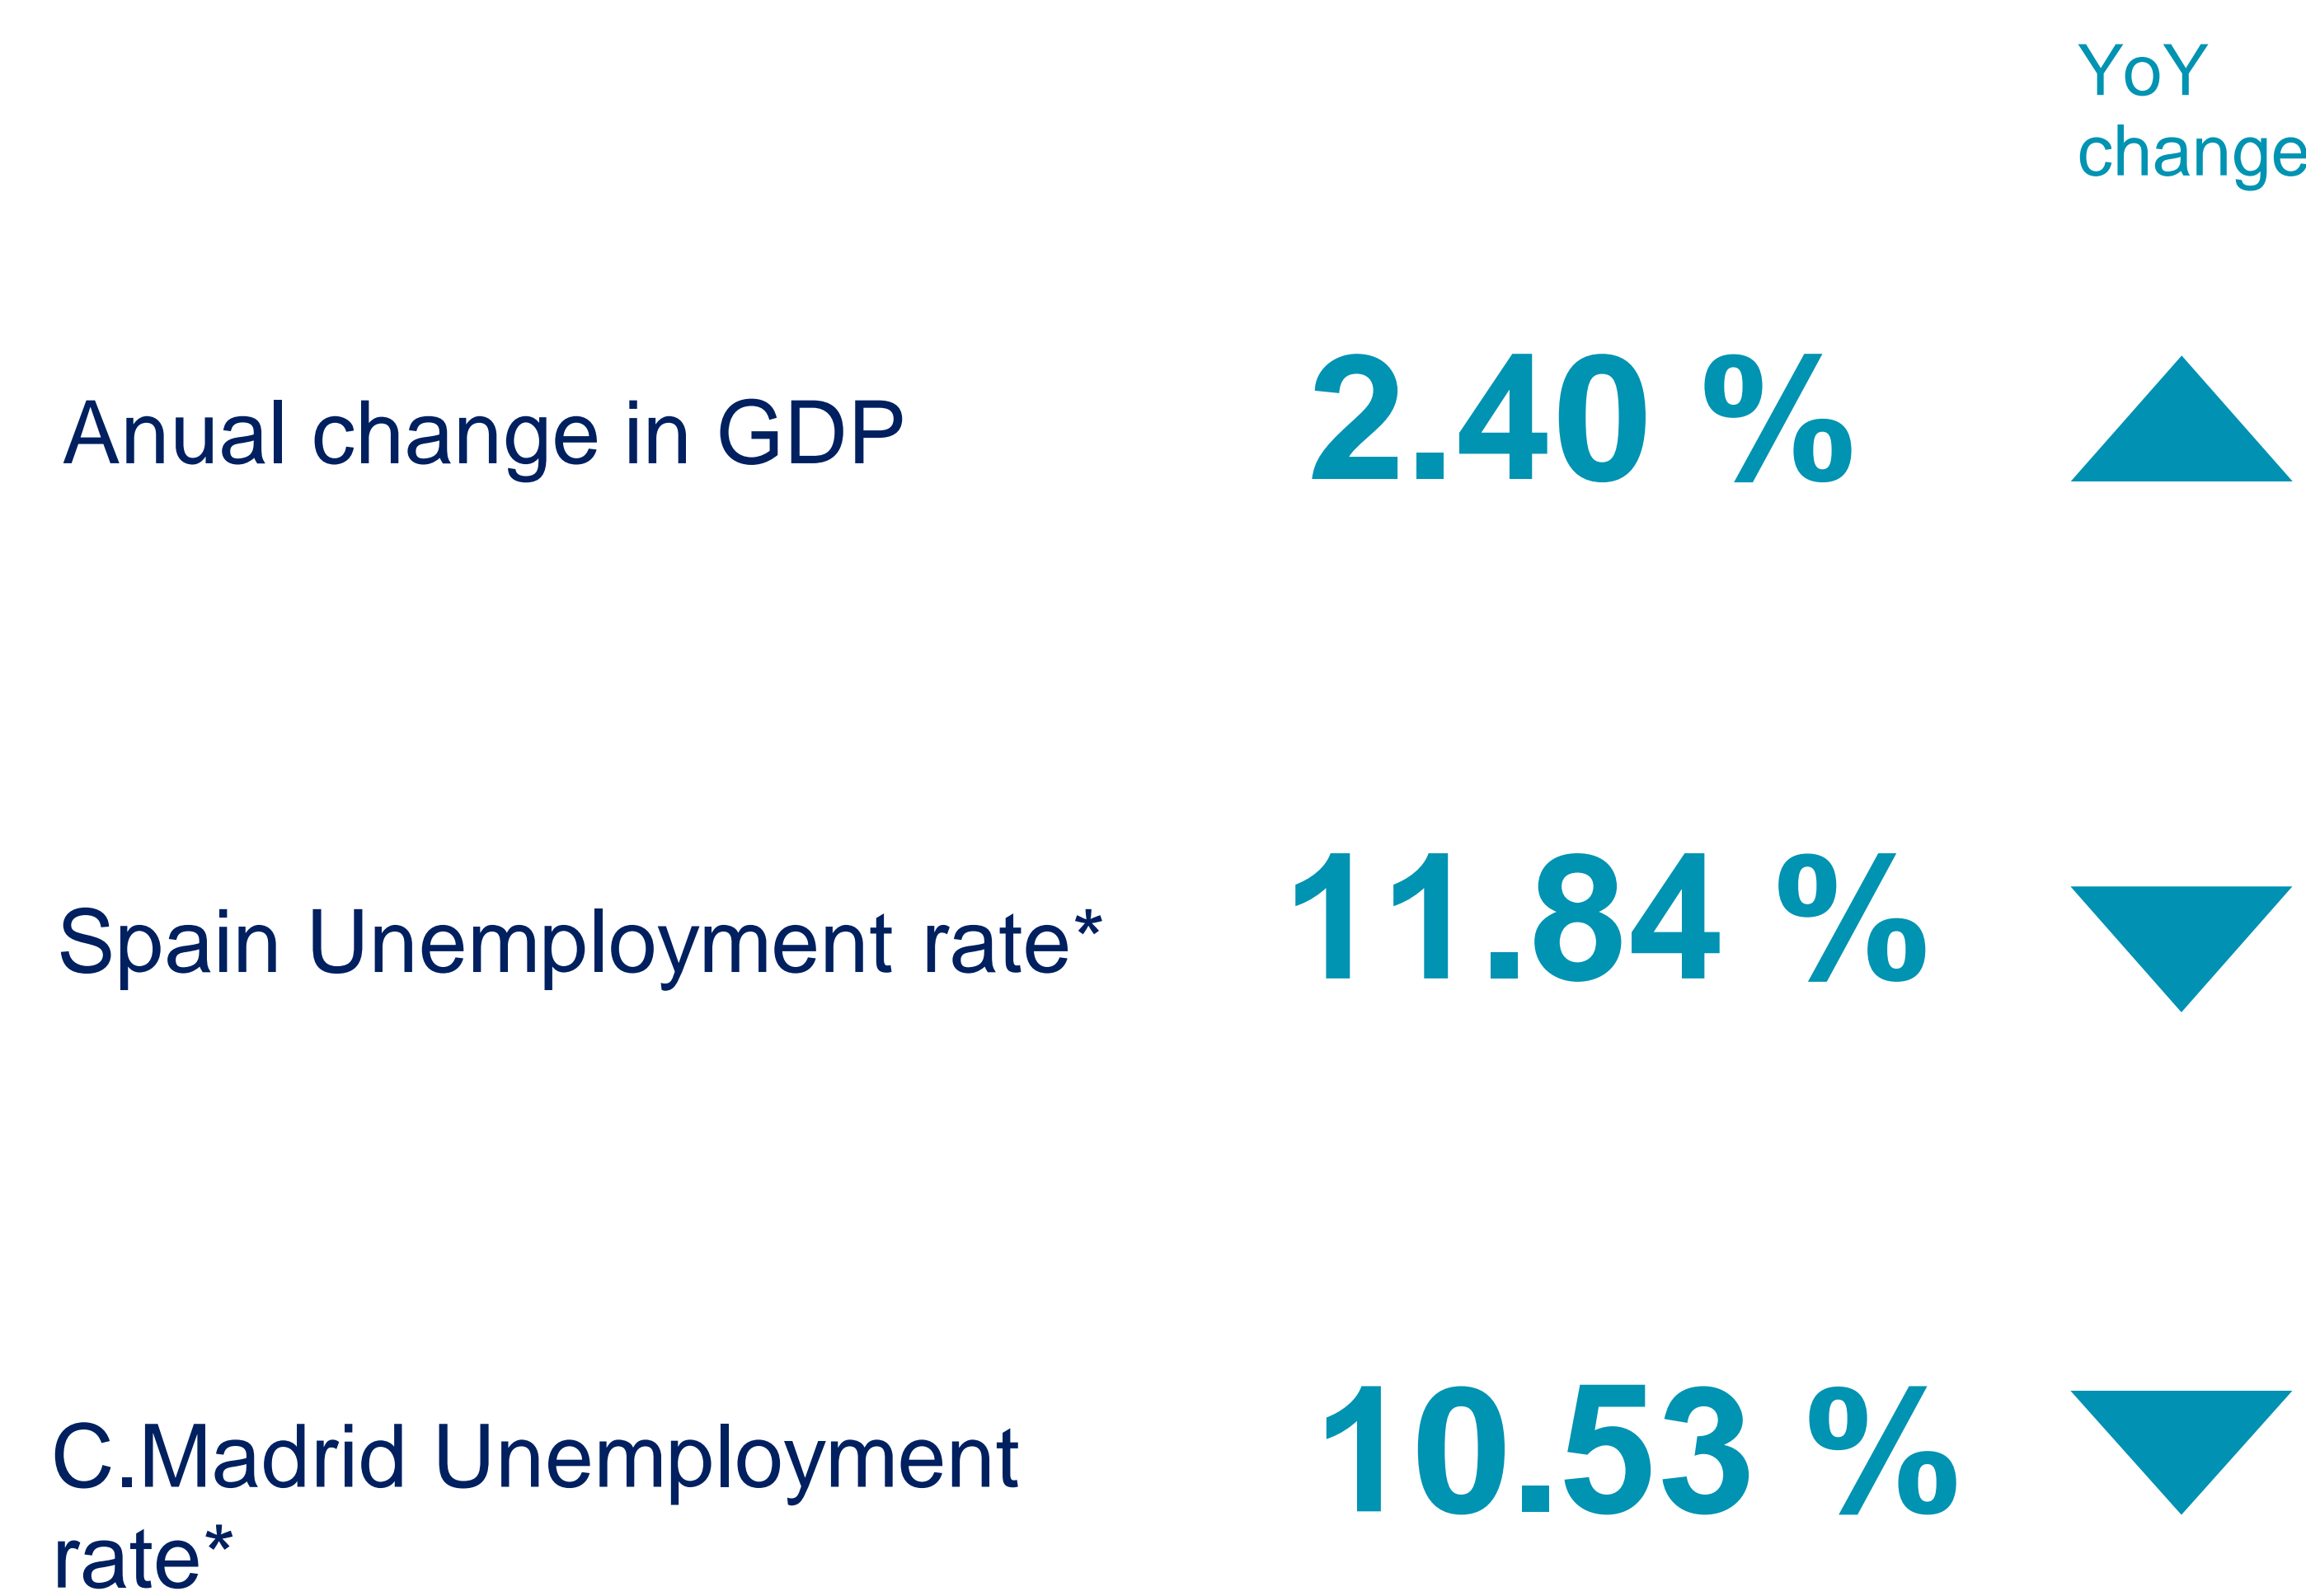 YoY
change
Anual change in GDP 2.40 %
Spain Unemployment rate* 11.84 %
C.Madrid Unemployment 10.53 %
rate*